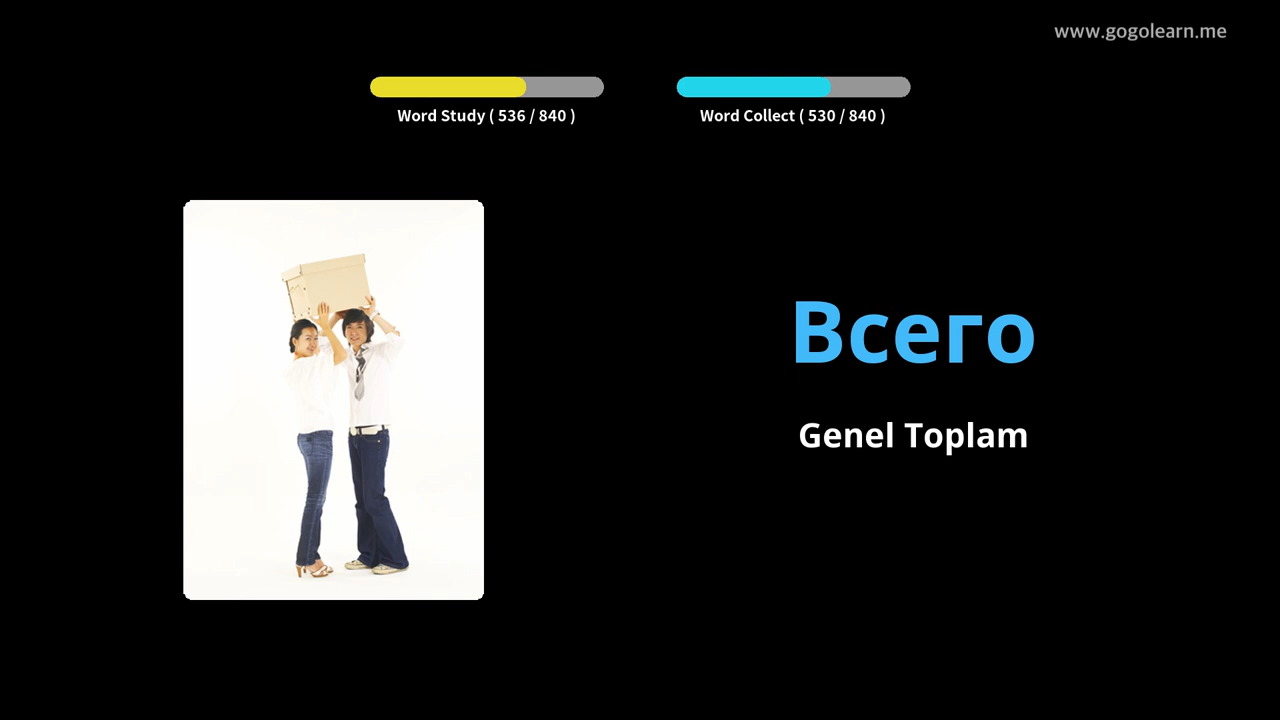 www.gogolearn.me
Word Study ( 536 / 840 )
Word Collect ( 530 / 840 )
Всего
Genel Toplam